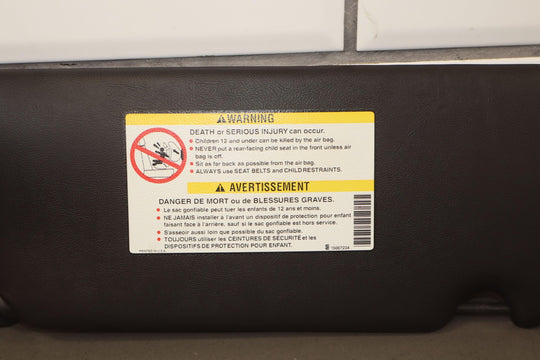 ⚠WARNING
DEATH or SERIOUS INJURY can occur.
• Children 12 and under can be killed by the air bag.
• NEVER put a rear-facing child seat in the front unless air
bag is off.
• Sit as far back as possible from the air bag.
• ALWAYS use SEAT BELTS and CHILD RESTRAINTS.
⚠ AVERTISSEMENT
DANGER DE MORT ou de BLESSURES GRAVES.
• Le sac gonflable peut tuer les enfants de 12 ans et moins.
• NE JAMAIS installer à l'avant un dispositif de protection pour enfant
faisant face à l'arrière, sauf si le sac gonflable est hors service.
• S'asseoir aussi loin que possible du sac gonflable.
• TOUJOURS utiliser les CEINTURES DE SÉCURITÉ et les
DISPOSITIFS DE PROTECTION POUR ENFANT.
PRINTED IN U.S.A.
15067234